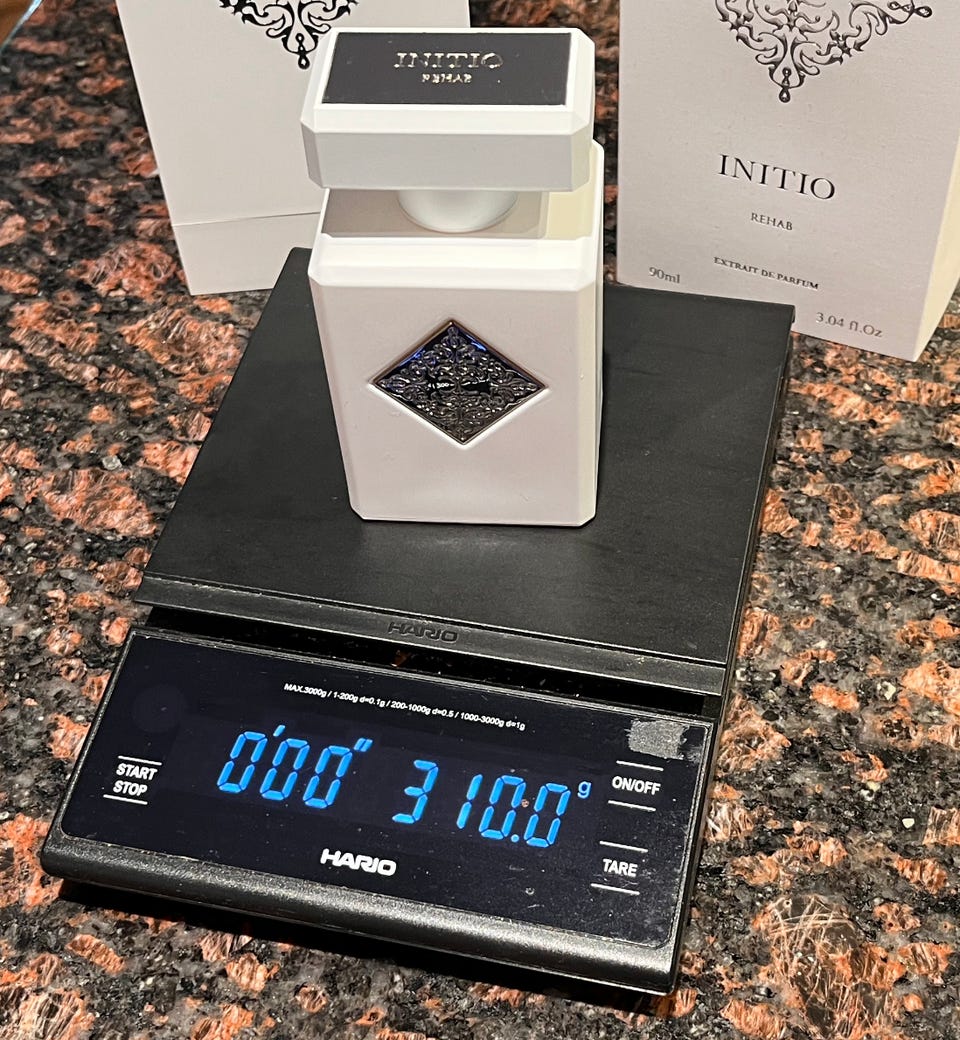 INITIO
REHAB
INITIO
REHAB
EXTRAIT DE PARFUM
90ml
3.04 fl.Oz
HARIO
MAX.3000g / 1-200g d=0.1g / 200-1000g d=0.5 / 1000-3000g d=1g
START
STOP
0'00" 310.0g
ON/OFF
TARE
HARIO